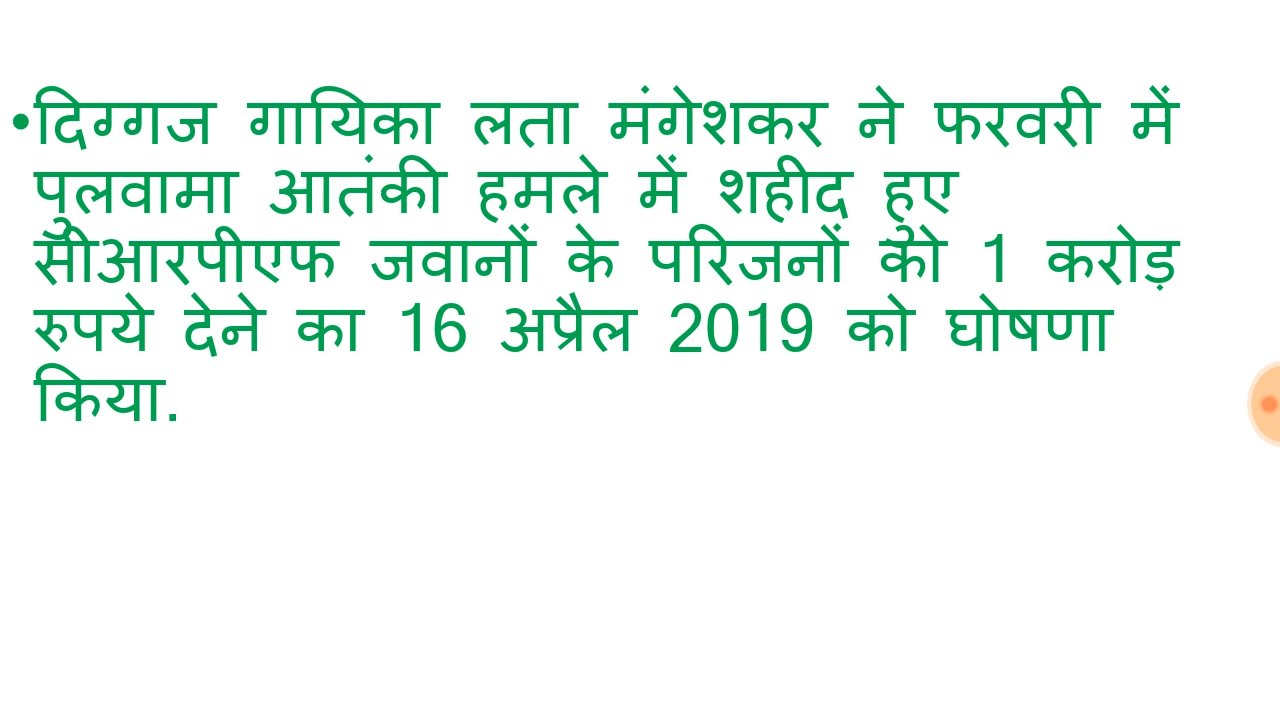 •दिग्गज गायिका लता मंगेशकर ने फरवरी में
पुलवामा आतंकी हमले में शहीद हुए
सीआरपीएफ जवानों के परिजनों को 1 करोड़
रुपये देने का 16 अप्रैल 2019 को घोषणा
किया.